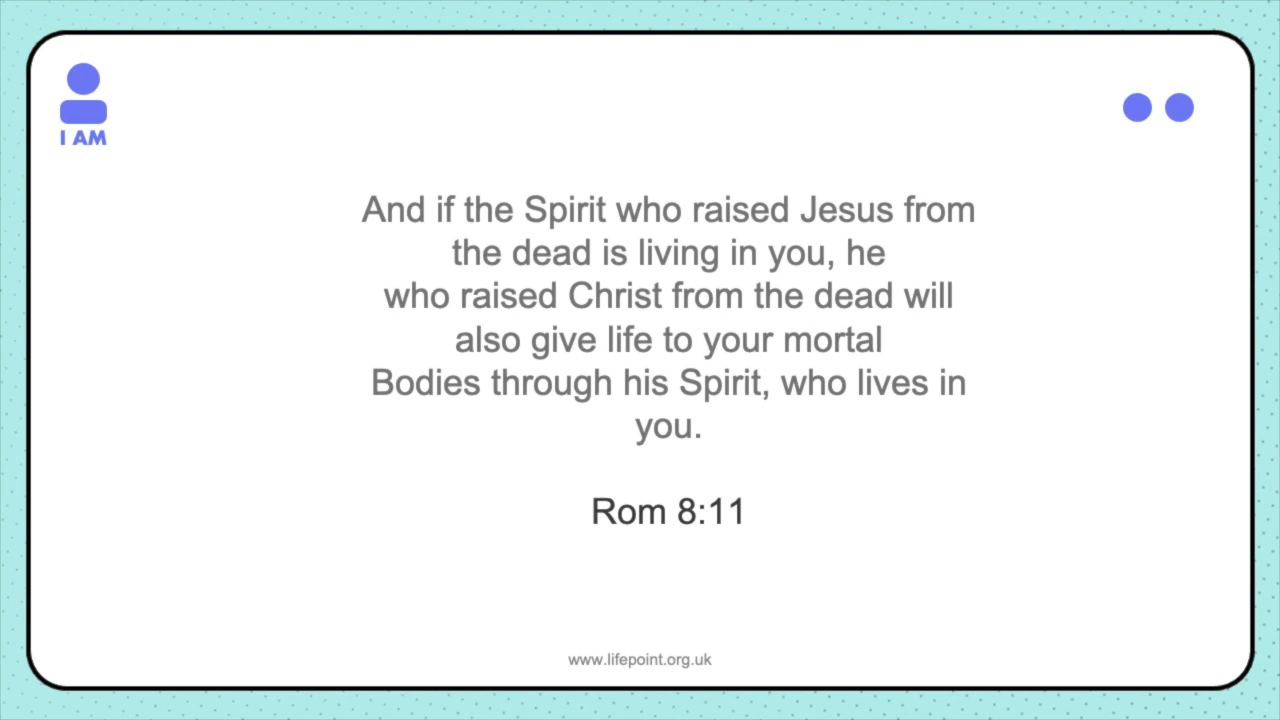 I AM
And if the Spirit who raised Jesus from
the dead is living in you, he
who raised Christ from the dead will
also give life to your mortal
Bodies through his Spirit, who lives in
you.
Rom 8:11
www.lifepoint.org.uk